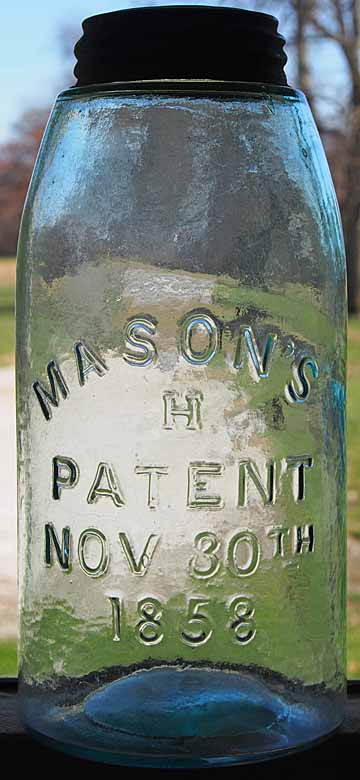 MASON'S
H
PATENT
NOV 30TH
1858